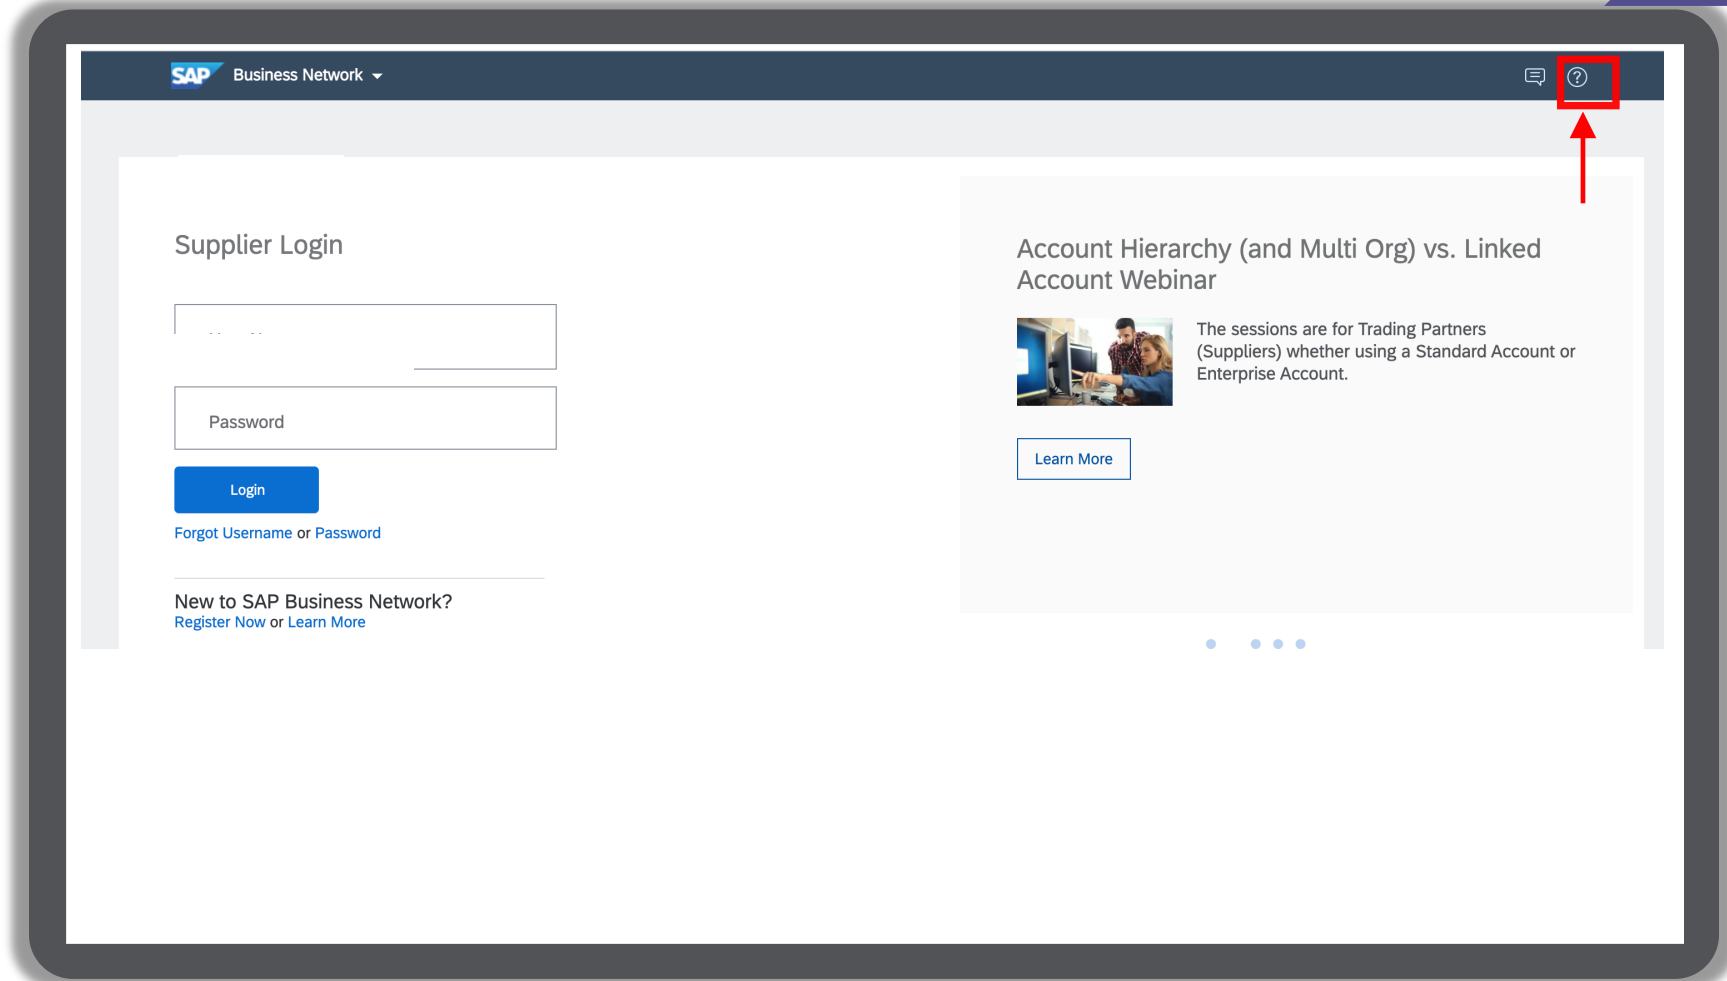 SAP Business Network
?
Supplier Login
Password
Login
Forgot Username or Password
New to SAP Business Network?
Register Now or Learn More
Account Hierarchy (and Multi Org) vs. Linked
Account Webinar
The sessions are for Trading Partners
(Suppliers) whether using a Standard Account or
Enterprise Account.
Learn More